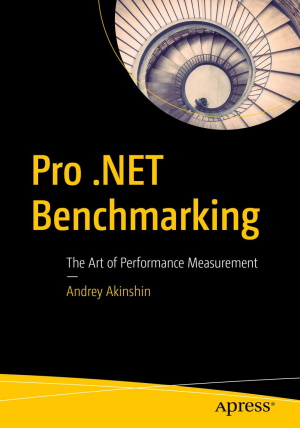 Pro .NET
Benchmarking
The Art of Performance Measurement
Andrey Akinshin
Apress®